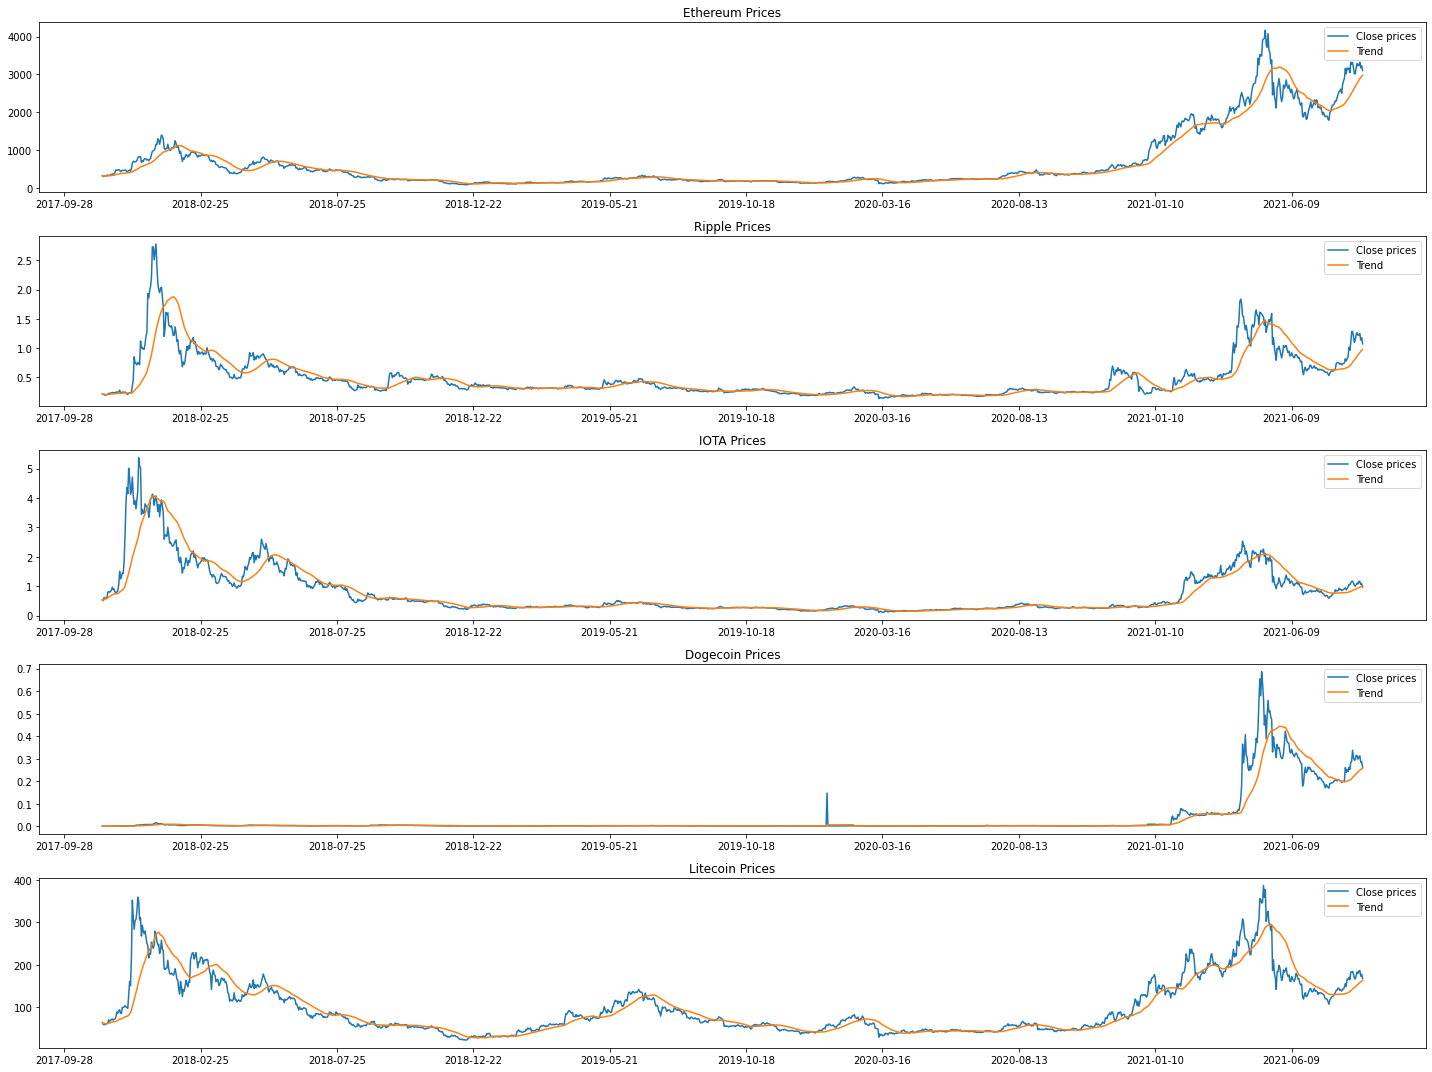 Ethereum Prices
4000
3000
2000
1000
0
Close prices
Trend
2017-09-28 2018-02-25 2018-07-25 2018-12-22 2019-05-21 2019-10-18 2020-03-16 2020-08-13 2021-01-10 2021-06-09
Ripple Prices
2.5
2.0
1.5
1.0
0.5
Close prices
Trend
2017-09-28 2018-02-25 2018-07-25 2018-12-22 2019-05-21 2019-10-18 2020-03-16 2020-08-13 2021-01-10 2021-06-09
IOTA Prices
5
4
3
2
1
0
Close prices
Trend
2017-09-28 2018-02-25 2018-07-25 2018-12-22 2019-05-21 2019-10-18 2020-03-16 2020-08-13 2021-01-10 2021-06-09
Dogecoin Prices
0.7
0.6
0.5
0.4
0.3
0.2
0.1
0.0
Close prices
Trend
2017-09-28 2018-02-25 2018-07-25 2018-12-22 2019-05-21 2019-10-18 2020-03-16 2020-08-13 2021-01-10 2021-06-09
Litecoin Prices
400
300
200
100
Close prices
Trend
2017-09-28 2018-02-25 2018-07-25 2018-12-22 2019-05-21 2019-10-18 2020-03-16 2020-08-13 2021-01-10 2021-06-09